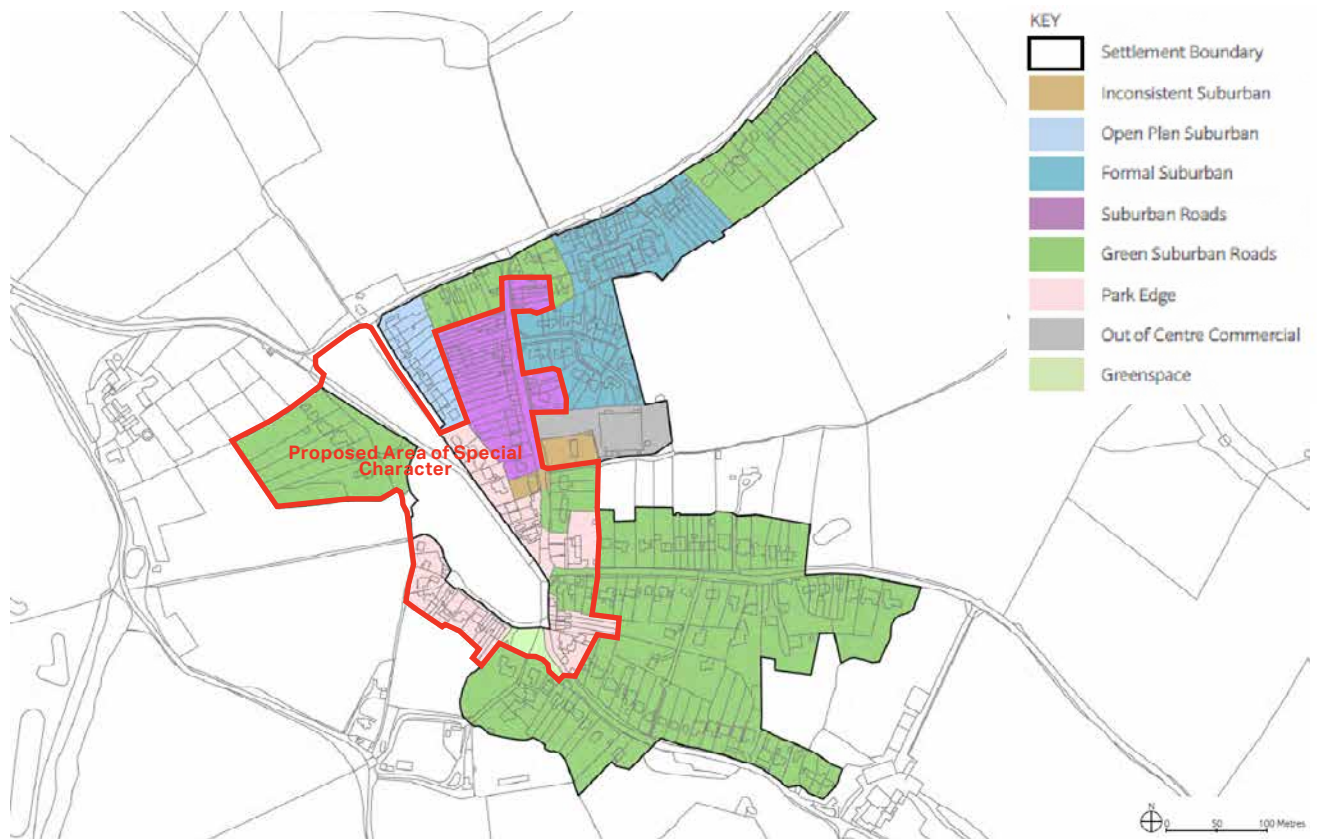 KEY
Settlement Boundary
Inconsistent Suburban
Open Plan Suburban
Formal Suburban
Suburban Roads
Green Suburban Roads
Park Edge
Out of Centre Commercial
Greenspace
Proposed Area of Special
Character
N
0 50 100 Metres